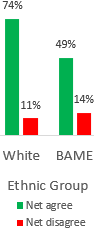 74%
11%
49%
14%
White
BAME
Ethnic Group
Net agree
Net disagree